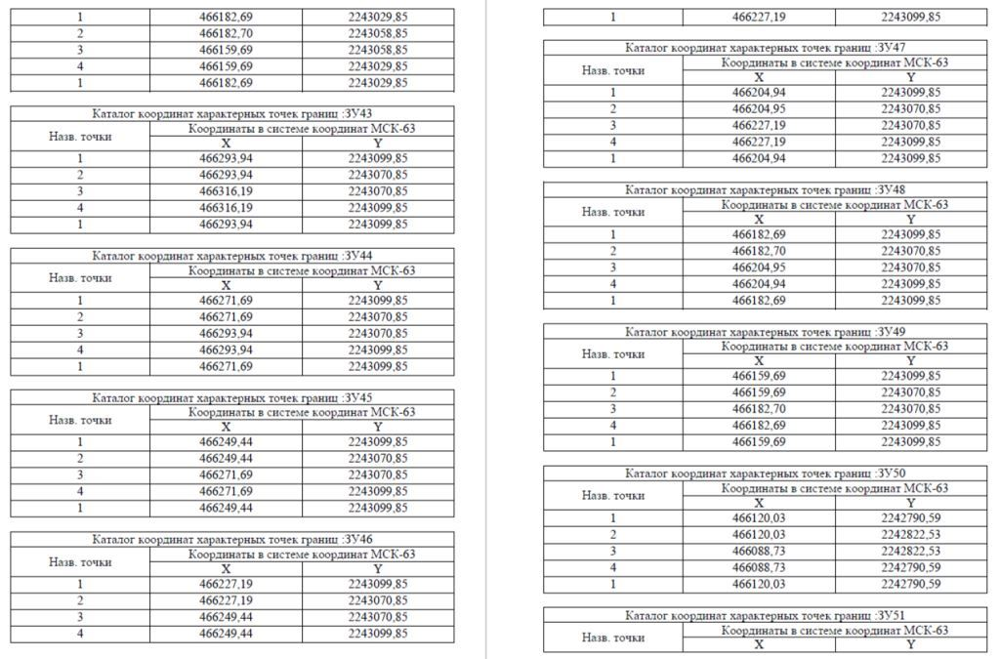 1 466182,69 2243029,85
2 466182,70 2243058,85
3 466159,69 2243058,85
4 466159,69 2243029,85
1 466182,69 2243029,85
Каталог координат характерных точек границ :ЗУ43
Назв. точки Координаты в системе координат МСК-63
X Y
1 466293,94 2243099,85
2 466293,94 2243070,85
3 466316,19 2243070,85
4 466316,19 2243099,85
1 466293,94 2243099,85
Каталог координат характерных точек границ :ЗУ44
Назв. точки Координаты в системе координат МСК-63
X Y
1 466271,69 2243099,85
2 466271,69 2243070,85
3 466293,94 2243070,85
4 466293,94 2243099,85
1 466271,69 2243099,85
Каталог координат характерных точек границ :ЗУ45
Назв. точки Координаты в системе координат МСК-63
X Y
1 466249,44 2243099,85
2 466249,44 2243070,85
3 466271,69 2243070,85
4 466271,69 2243099,85
1 466249,44 2243099,85
Каталог координат характерных точек границ :ЗУ46
Назв. точки Координаты в системе координат МСК-63
X Y
1 466227,19 2243099,85
2 466227,19 2243070,85
3 466249,44 2243070,85
4 466249,44 2243099,85
1 466227,19 2243099,85
Каталог координат характерных точек границ :ЗУ47
Назв. точки Координаты в системе координат МСК-63
X Y
1 466204,94 2243099,85
2 466204,95 2243070,85
3 466227,19 2243070,85
4 466227,19 2243099,85
1 466204,94 2243099,85
Каталог координат характерных точек границ :ЗУ48
Назв. точки Координаты в системе координат МСК-63
X Y
1 466182,69 2243099,85
2 466182,70 2243070,85
3 466204,95 2243070,85
4 466204,94 2243099,85
1 466182,69 2243099,85
Каталог координат характерных точек границ :ЗУ49
Назв. точки Координаты в системе координат МСК-63
X Y
1 466159,69 2243099,85
2 466159,69 2243070,85
3 466182,70 2243070,85
4 466182,69 2243099,85
1 466159,69 2243099,85
Каталог координат характерных точек границ :ЗУ50
Назв. точки Координаты в системе координат МСК-63
X Y
1 466120,03 2242790,59
2 466120,03 2242822,53
3 466088,73 2242822,53
4 466088,73 2242790,59
1 466120,03 2242790,59
Каталог координат характерных точек границ :ЗУ51
Назв. точки Координаты в системе координат МСК-63
X Y